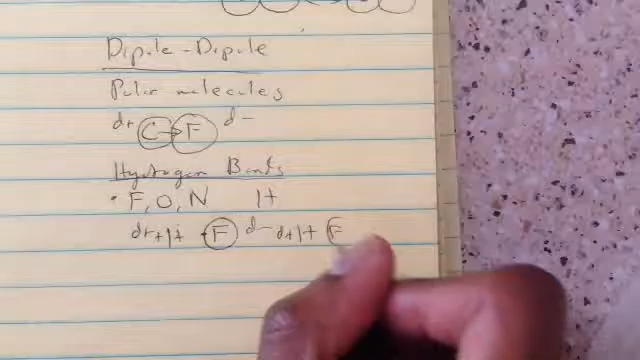 Dipole - Dipole
Polar molecules
d+ C → F d-
Hydrogen Bonds
• F, O, N H
d+ H F d- d+ H F